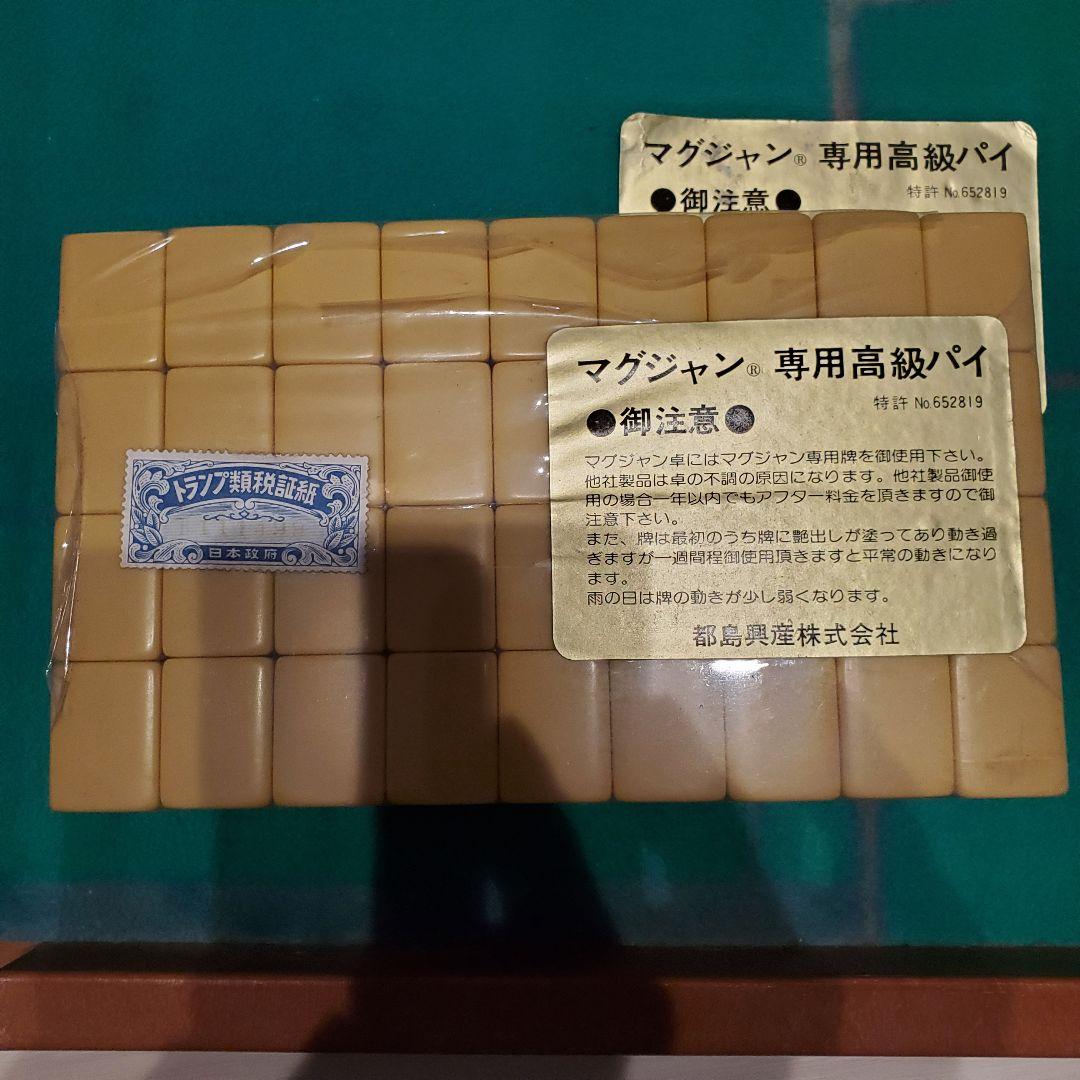 マグジャン® 専用高級パイ
特許 No.652819
●御注意●
マグジャン® 専用高級パイ
特許 No.652819
●御注意●
マグジャン卓にはマグジャン専用牌を御使用下さい。
他社製品は卓の不調の原因になります。他社製品御使
用の場合一年以内でもアフター料金を頂きますので御
注意下さい。
また、牌は最初のうち牌に艶出しが塗ってあり動き過
ぎますが一週間程御使用頂きますと平常の動きになり
ます。
雨の日は牌の動きが少し弱くなります。
都島興産株式会社
トランプ類税証紙
日本政府